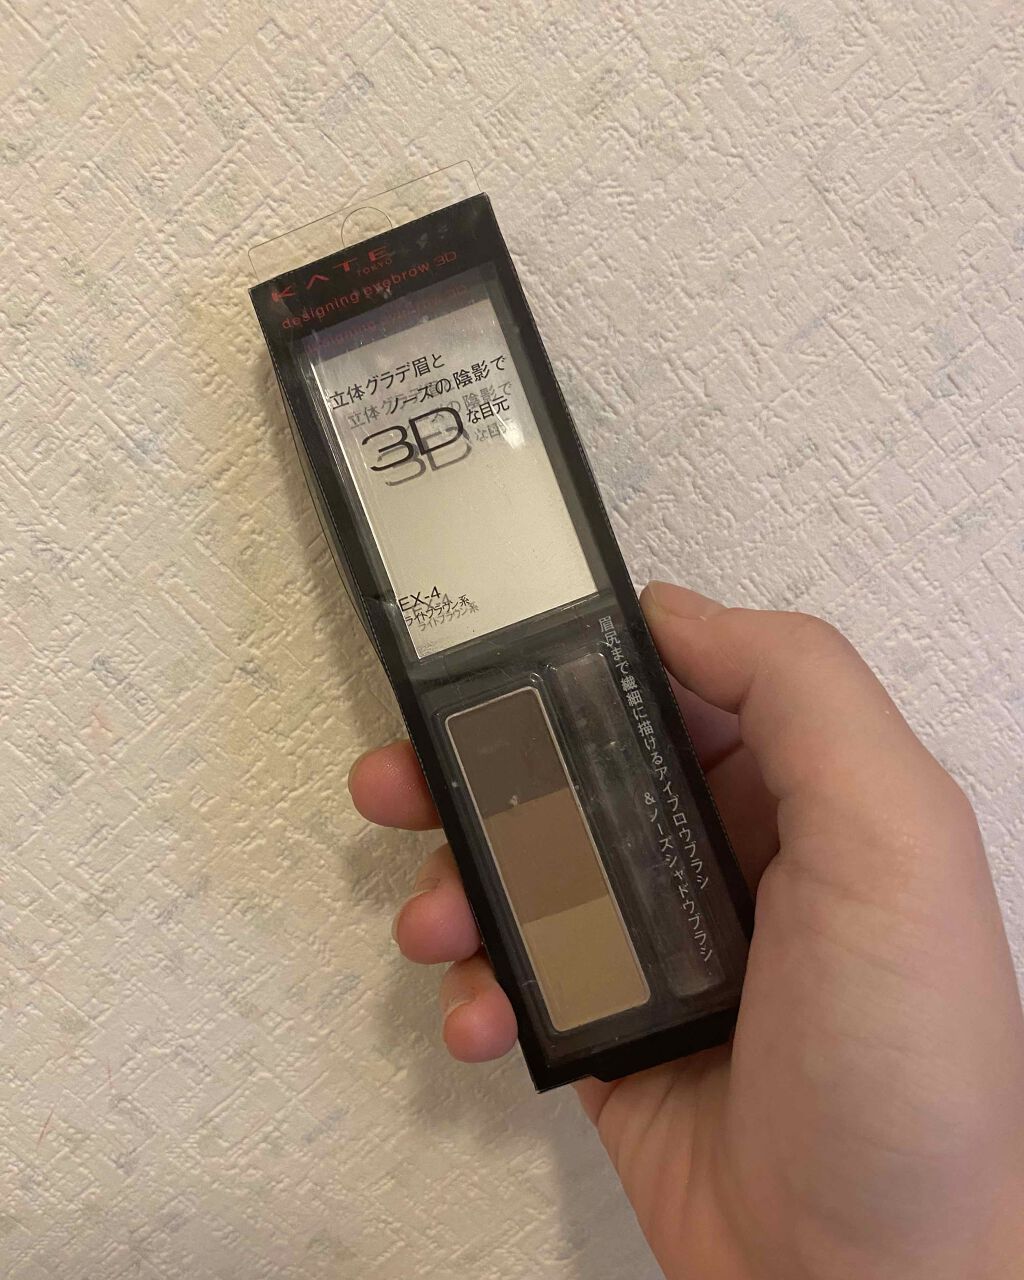 KATE
TOKYO
designing eyebrow 3D
立体グラデ眉と
ノーズの陰影で
3Dな目元
EX-4
ライトブラウン系
眉尻まで繊細に描けるアイブロウブラシ
&ノーズシャドウブラシ